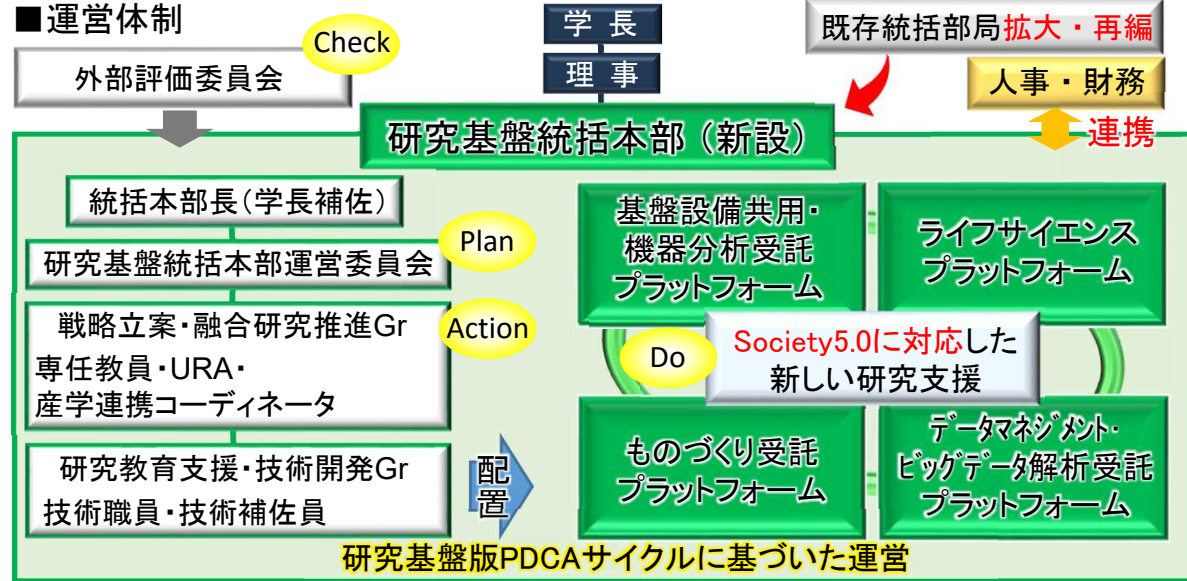 ■運営体制
Check
外部評価委員会
学 長
理 事
既存統括部局拡大・再編
人事・財務
連携
研究基盤統括本部（新設）
統括本部長(学長補佐)
Plan
研究基盤統括本部運営委員会
Action
戦略立案・融合研究推進Gr
専任教員・URA・
産学連携コーディネータ
研究教育支援・技術開発Gr
技術職員・技術補佐員
配置
基盤設備共用・
機器分析受託
プラットフォーム
ライフサイエンス
プラットフォーム
Do
Society5.0に対応した
新しい研究支援
ものづくり受託
プラットフォーム
ﾃﾞｰﾀﾏﾈｼﾞﾒﾝﾄ・
ﾋﾞｯｸﾞﾃﾞｰﾀ解析受託
プラットフォーム
研究基盤版PDCAサイクルに基づいた運営